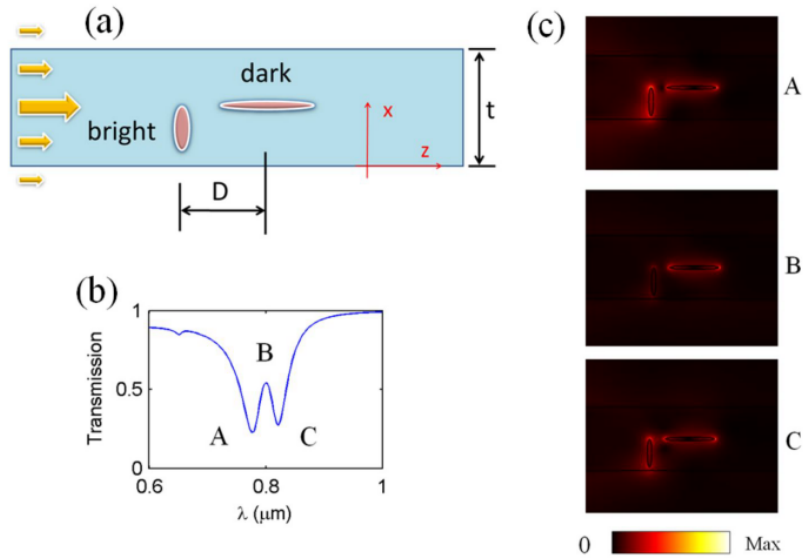 (a)
dark
bright
x
z
t
D
(b)
Transmission
1
0.5
0
0.6
0.8
1
λ (μm)
A
B
C
(c)
A
B
C
0
Max